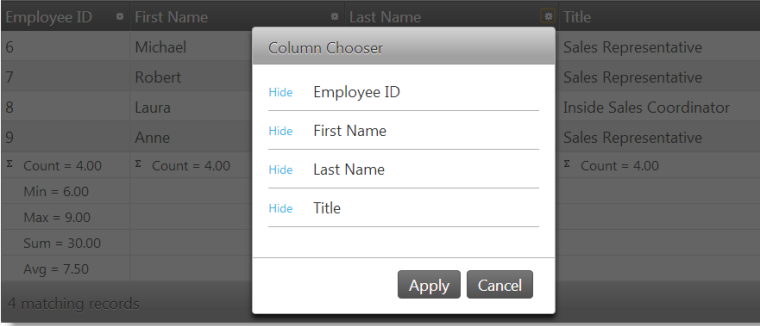 Employee ID First Name Last Name Title
6 Michael Sales Representative
7 Robert Sales Representative
8 Laura Inside Sales Coordinator
9 Anne Sales Representative
Σ Count = 4.00 Σ Count = 4.00 Σ Count = 4.00
Min = 6.00
Max = 9.00
Sum = 30.00
Avg = 7.50
4 matching records
Column Chooser
Hide Employee ID
Hide First Name
Hide Last Name
Hide Title
Apply Cancel